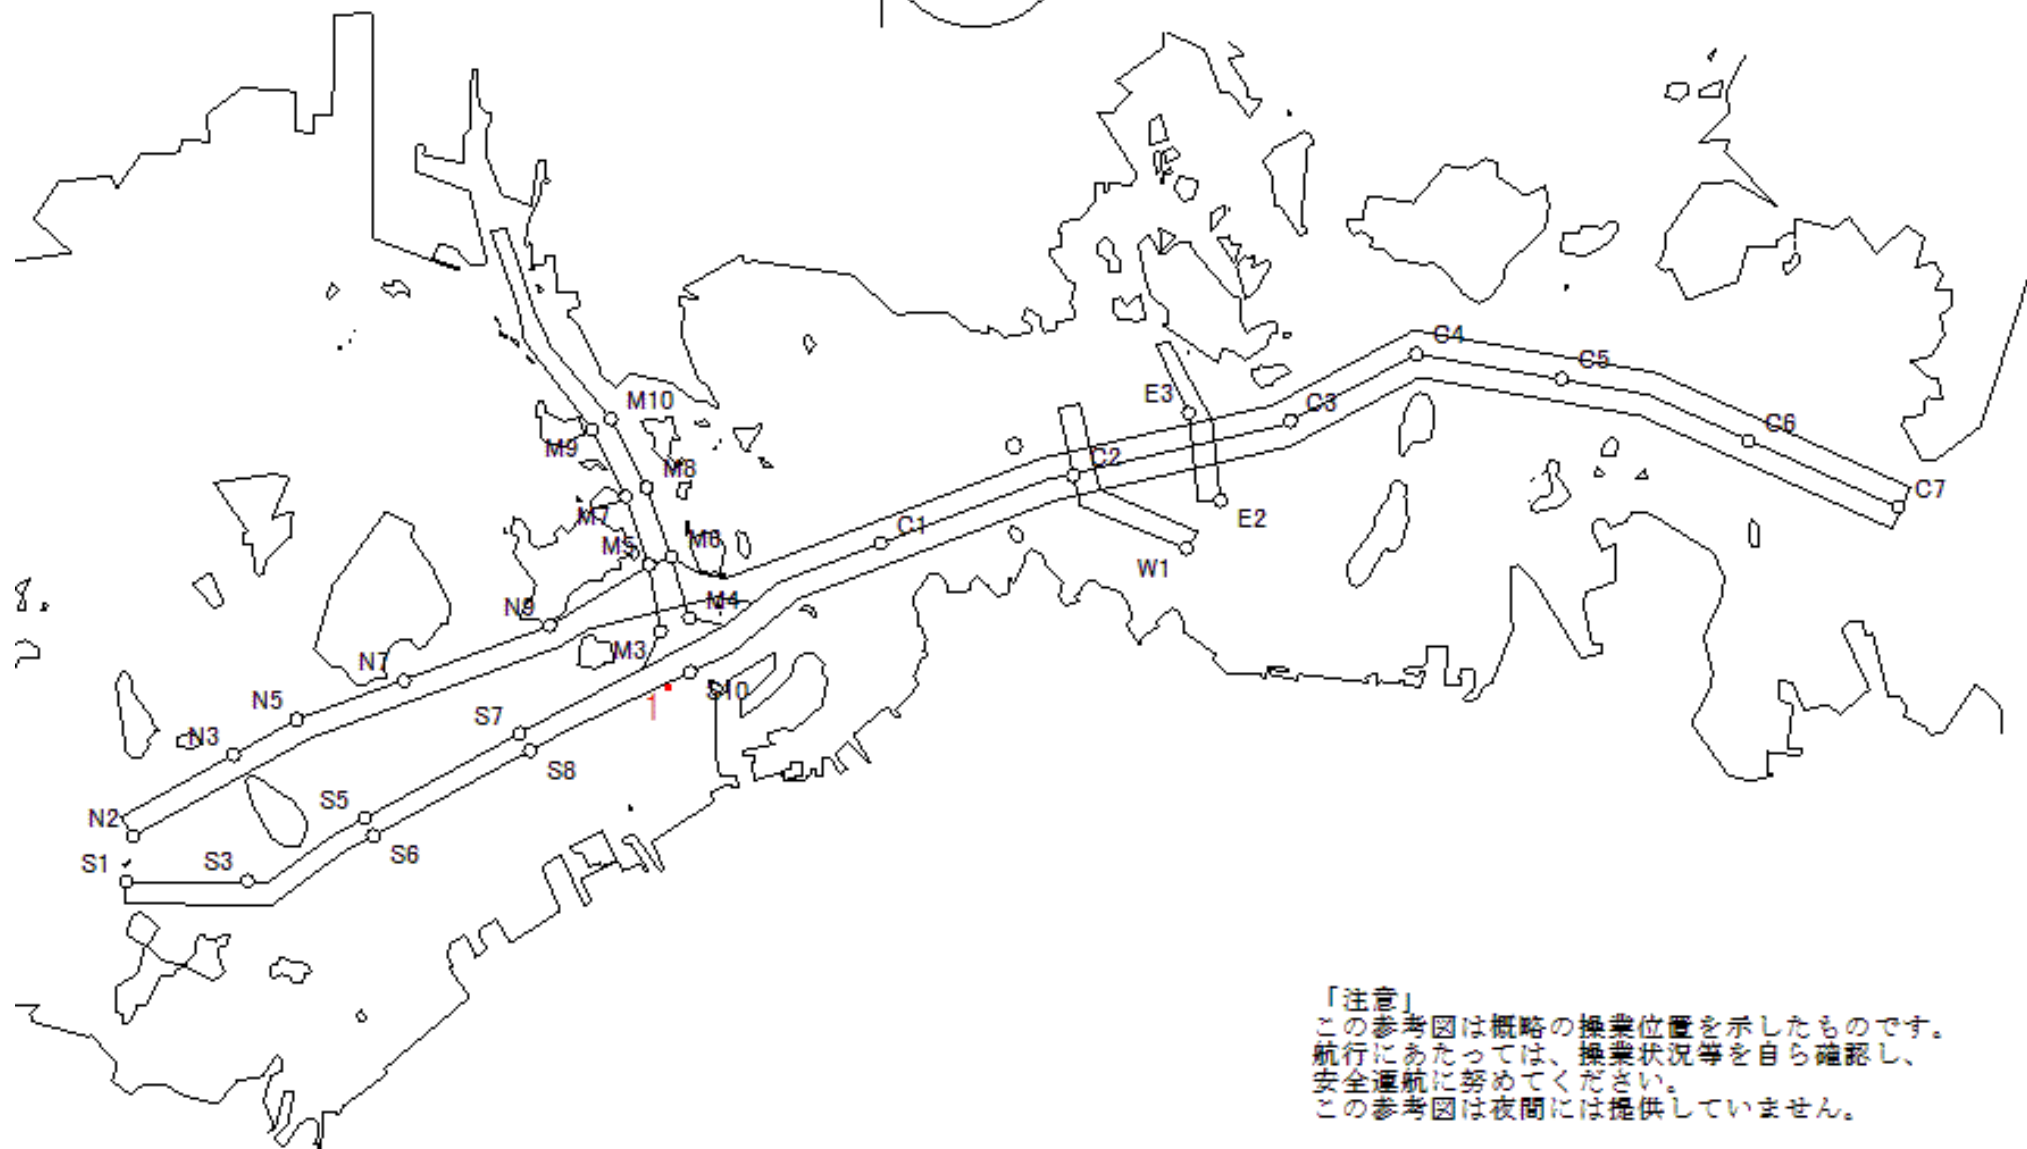 C4
C5
E3
M10
C3
C6
M9
M8
C2
C7
M7
E2
C1
M5
M6
W1
N9
M4
M3
N7
S10
1
N5
S7
N3
S8
S5
N2
S6
S1
S3
「注意」
この参考図は概略の操業位置を示したものです。
航行にあたっては、操業状況等を自ら確認し、
安全運航に努めてください。
この参考図は夜間には提供していません。